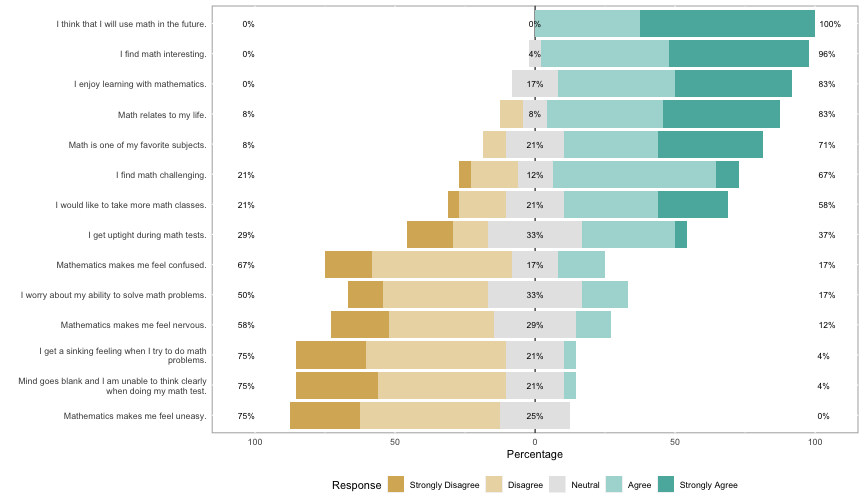 I think that I will use math in the future. 0% 0% 100%
I find math interesting. 0% 4% 96%
I enjoy learning with mathematics. 0% 17% 83%
Math relates to my life. 8% 8% 83%
Math is one of my favorite subjects. 8% 21% 71%
I find math challenging. 21% 12% 67%
I would like to take more math classes. 21% 21% 58%
I get uptight during math tests. 29% 33% 37%
Mathematics makes me feel confused. 67% 17% 17%
I worry about my ability to solve math problems. 50% 33% 17%
Mathematics makes me feel nervous. 58% 29% 12%
I get a sinking feeling when I try to do math
problems. 75% 21% 4%
Mind goes blank and I am unable to think clearly
when doing my math test. 75% 21% 4%
Mathematics makes me feel uneasy. 75% 25% 0%
100 50 0 50 100
Percentage
Response Strongly Disagree Disagree Neutral Agree Strongly Agree